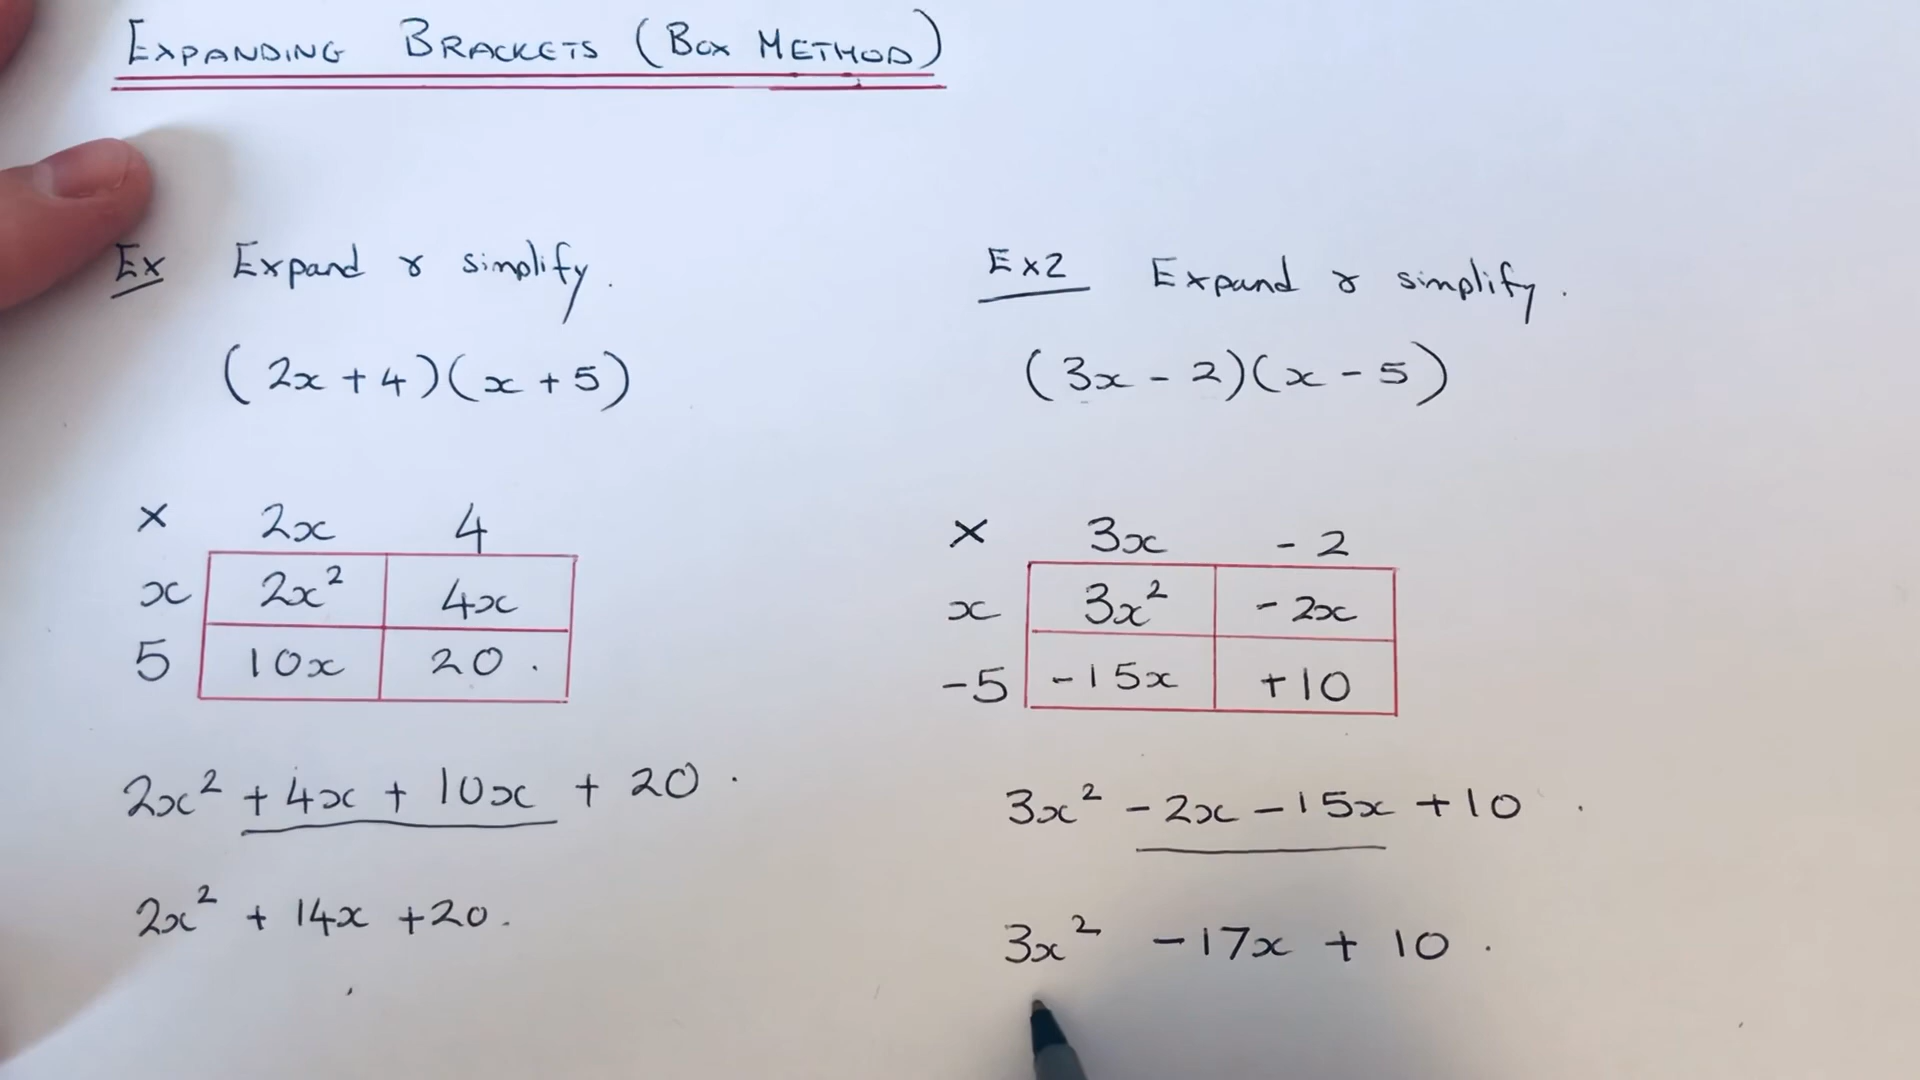 EXPANDING BRACKETS (BOX METHOD)
Ex Expand & simplify.
(2x + 4)(x + 5)
× 2x 4
x 2x² 4x
5 10x 20.
2x² + 4x + 10x + 20.
2x² + 14x + 20.
Ex2 Expand & simplify.
(3x - 2)(x - 5)
× 3x -2
x 3x² -2x
-5 -15x +10
3x² - 2x - 15x + 10.
3x² - 17x + 10.